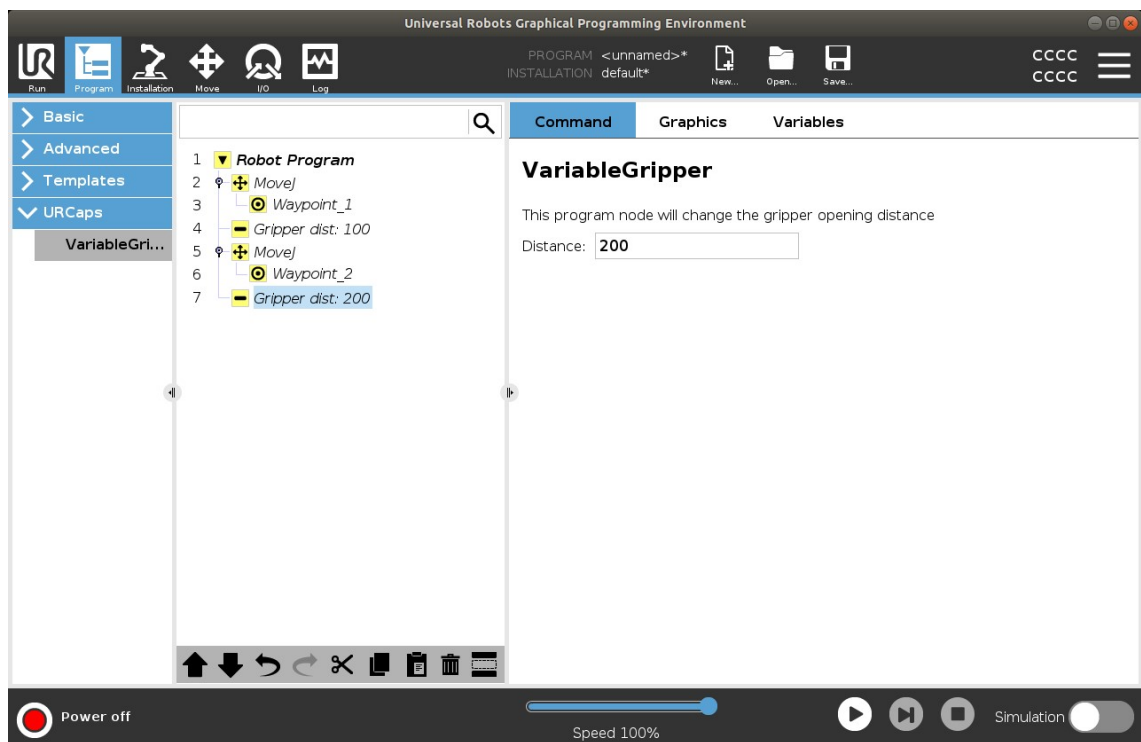 Universal Robots Graphical Programming Environment
UR
Run
Program
Installation
Move
I/O
Log
PROGRAM <unnamed>*
INSTALLATION default*
New...
Open...
Save...
CCCC
CCCC
Basic
Advanced
Templates
URCaps
VariableGri...
1 Robot Program
2 MoveJ
3 Waypoint_1
4 Gripper dist: 100
5 MoveJ
6 Waypoint_2
7 Gripper dist: 200
Command Graphics Variables
VariableGripper
This program node will change the gripper opening distance
Distance: 200
Power off
Speed 100%
Simulation